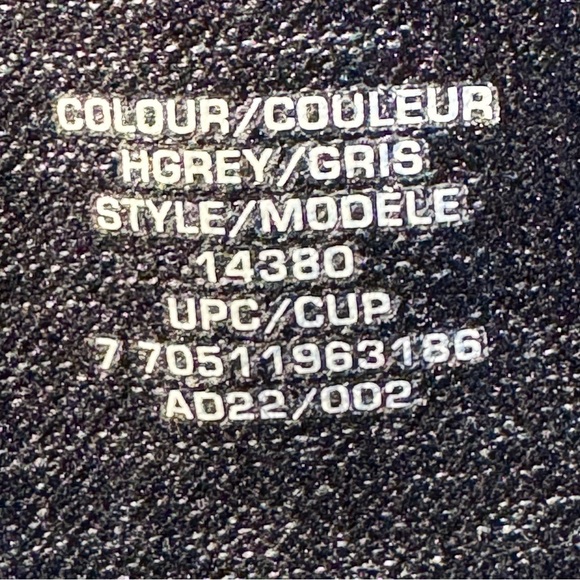 COLOUR/COULEUR
HGREY/GRIS
STYLE/MODÈLE
14380
UPC/CUP
7 70511963186
AD22/002